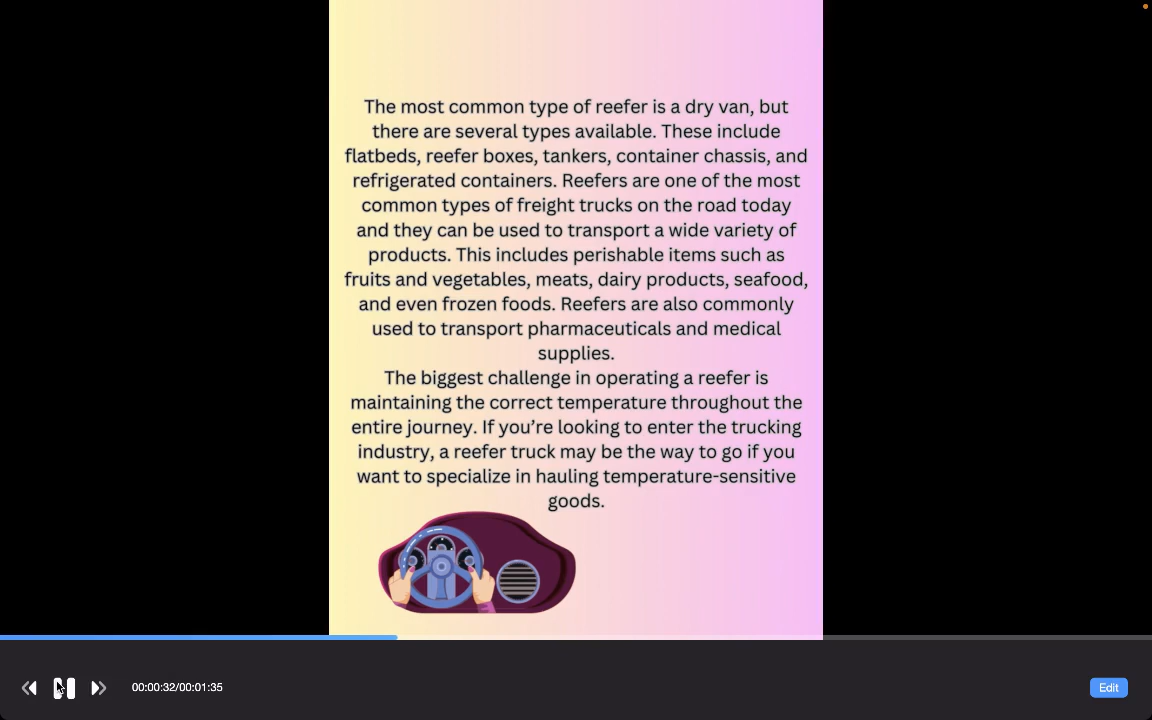 The most common type of reefer is a dry van, but
there are several types available. These include
flatbeds, reefer boxes, tankers, container chassis, and
refrigerated containers. Reefers are one of the most
common types of freight trucks on the road today
and they can be used to transport a wide variety of
products. This includes perishable items such as
fruits and vegetables, meats, dairy products, seafood,
and even frozen foods. Reefers are also commonly
used to transport pharmaceuticals and medical
supplies.
The biggest challenge in operating a reefer is
maintaining the correct temperature throughout the
entire journey. If you’re looking to enter the trucking
industry, a reefer truck may be the way to go if you
want to specialize in hauling temperature-sensitive
goods.
00:00:32/00:01:35
Edit